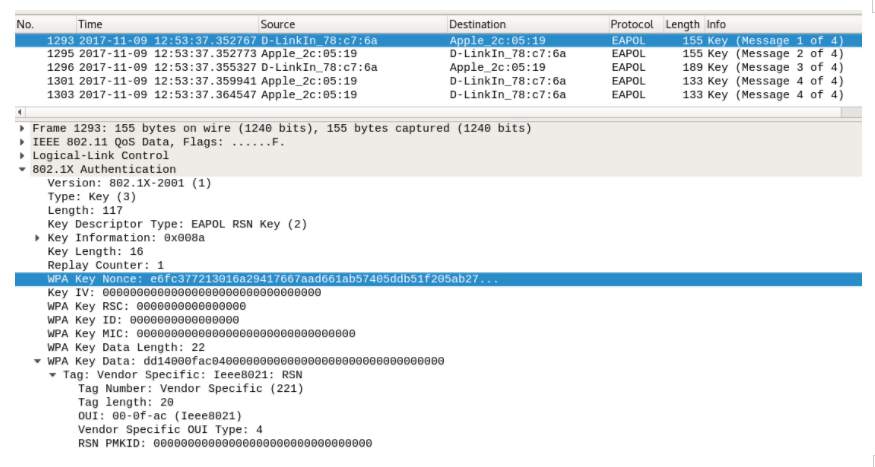 No. Time Source Destination Protocol Length Info
1293 2017-11-09 12:53:37.352767 D-LinkIn_78:c7:6a Apple_2c:05:19 EAPOL 155 Key (Message 1 of 4)
1295 2017-11-09 12:53:37.352773 Apple_2c:05:19 D-LinkIn_78:c7:6a EAPOL 155 Key (Message 2 of 4)
1296 2017-11-09 12:53:37.355327 D-LinkIn_78:c7:6a Apple_2c:05:19 EAPOL 189 Key (Message 3 of 4)
1301 2017-11-09 12:53:37.359941 Apple_2c:05:19 D-LinkIn_78:c7:6a EAPOL 133 Key (Message 4 of 4)
1303 2017-11-09 12:53:37.364547 Apple_2c:05:19 D-LinkIn_78:c7:6a EAPOL 133 Key (Message 4 of 4)
Frame 1293: 155 bytes on wire (1240 bits), 155 bytes captured (1240 bits)
IEEE 802.11 QoS Data, Flags: ......F.
Logical-Link Control
802.1X Authentication
Version: 802.1X-2001 (1)
Type: Key (3)
Length: 117
Key Descriptor Type: EAPOL RSN Key (2)
Key Information: 0x008a
Key Length: 16
Replay Counter: 1
WPA Key Nonce: e6fc377213016a29417667aad661ab57405ddb51f205ab27...
Key IV: 00000000000000000000000000000000
WPA Key RSC: 0000000000000000
WPA Key ID: 0000000000000000
WPA Key MIC: 00000000000000000000000000000000
WPA Key Data Length: 22
WPA Key Data: dd14000fac0400000000000000000000000000000000
Tag: Vendor Specific: Ieee8021: RSN
Tag Number: Vendor Specific (221)
Tag length: 20
OUI: 00-0f-ac (Ieee8021)
Vendor Specific OUI Type: 4
RSN PMKID: 00000000000000000000000000000000